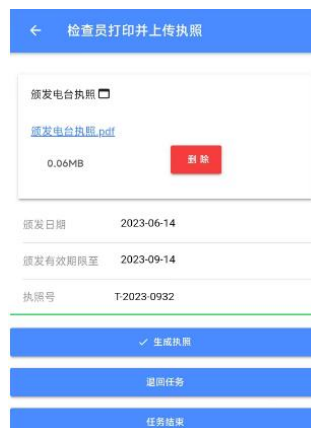 ← 检查员打印并上传执照
颁发电台执照
颁发电台执照.pdf
0.06MB 删除
颁发日期 2023-06-14
颁发有效期限至 2023-09-14
执照号 T-2023-0932
✓ 生成执照
退回任务
任务结束